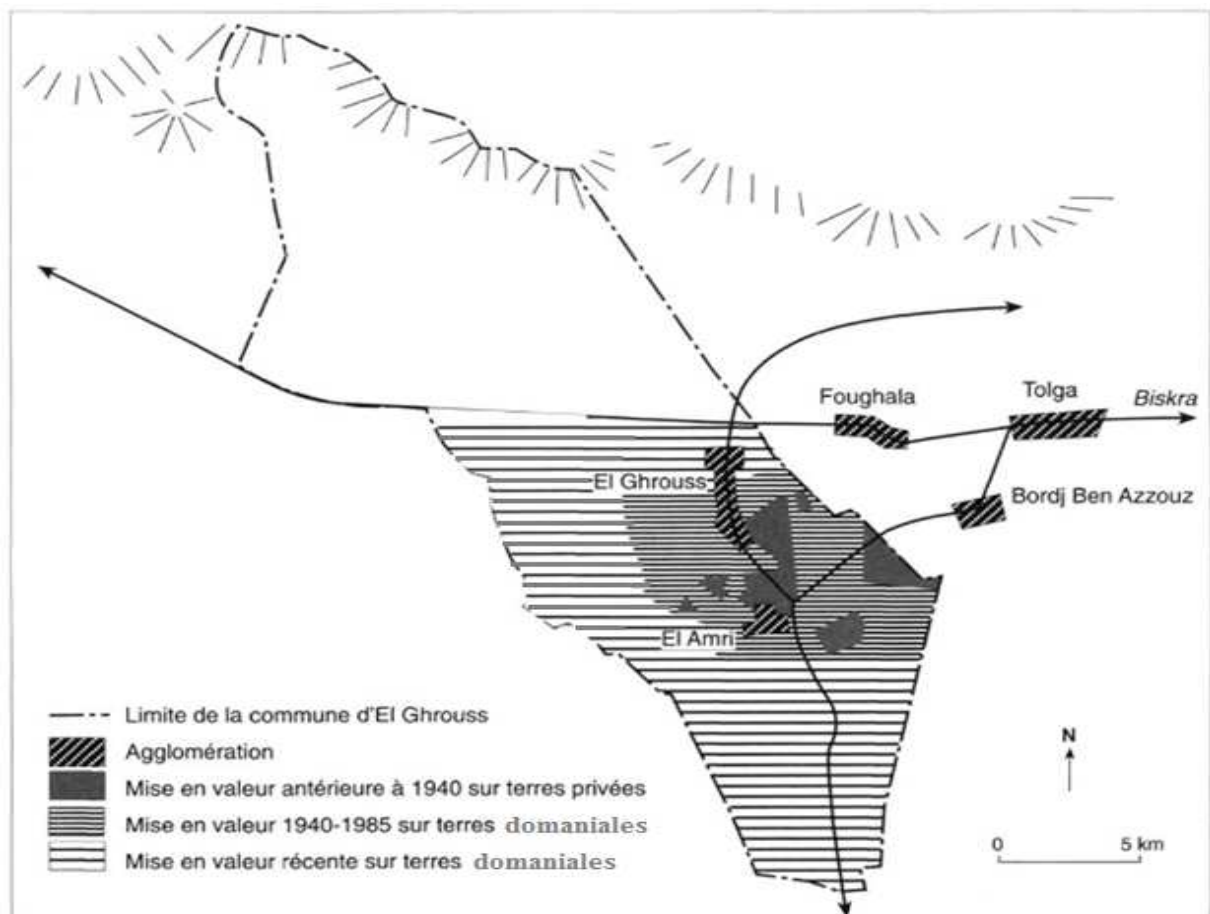 Foughala
Tolga
Biskra
El Ghrouss
Bordj Ben Azzouz
El Amri
Limite de la commune d'El Ghrouss
Agglomération
Mise en valeur antérieure à 1940 sur terres privées
Mise en valeur 1940-1985 sur terres domaniales
Mise en valeur récente sur terres domaniales
N
0 5 km